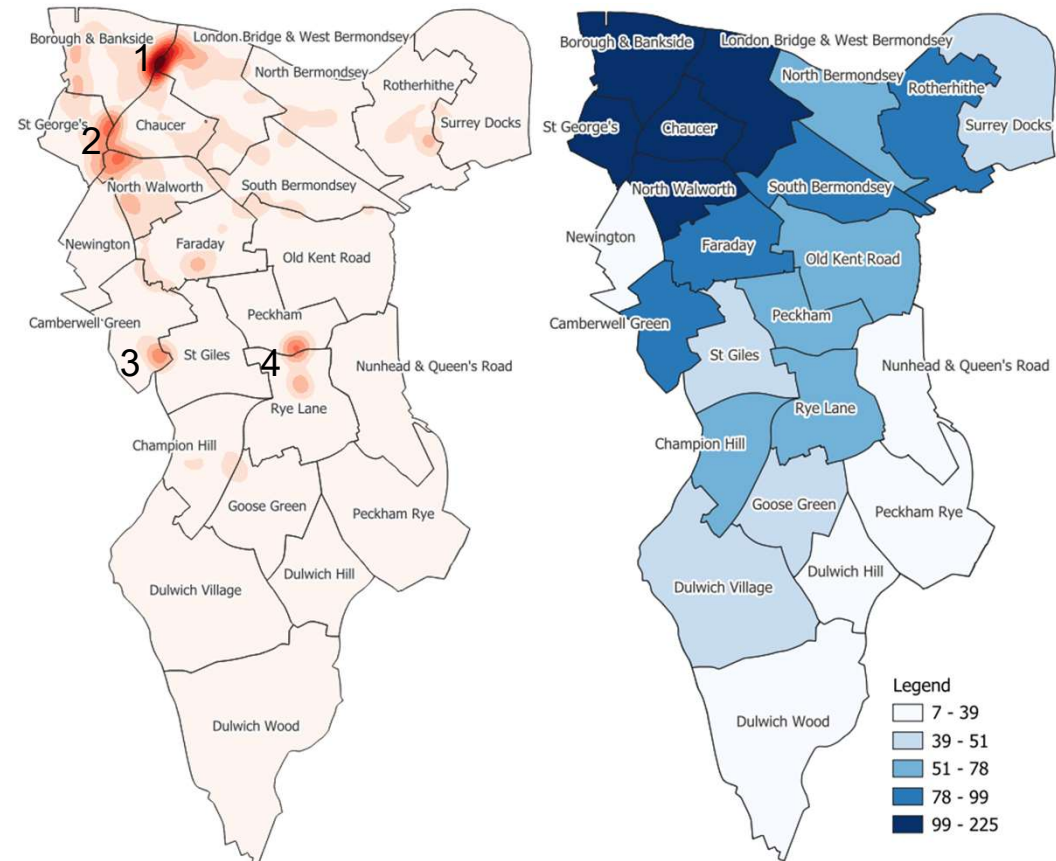 Borough & Bankside
1
London Bridge & West Bermondsey
North Bermondsey
Rotherhithe
St George's
2
Chaucer
Surrey Docks
North Walworth
South Bermondsey
Newington
Faraday
Old Kent Road
Camberwell Green
Peckham
3
St Giles
4
Nunhead & Queen's Road
Rye Lane
Champion Hill
Goose Green
Peckham Rye
Dulwich Village
Dulwich Hill
Dulwich Wood
Borough & Bankside
London Bridge & West Bermondsey
North Bermondsey
Rotherhithe
St George's
Chaucer
Surrey Docks
North Walworth
South Bermondsey
Newington
Faraday
Old Kent Road
Camberwell Green
Peckham
St Giles
Nunhead & Queen's Road
Rye Lane
Champion Hill
Goose Green
Peckham Rye
Dulwich Village
Dulwich Hill
Dulwich Wood
Legend
7 - 39
39 - 51
51 - 78
78 - 99
99 - 225